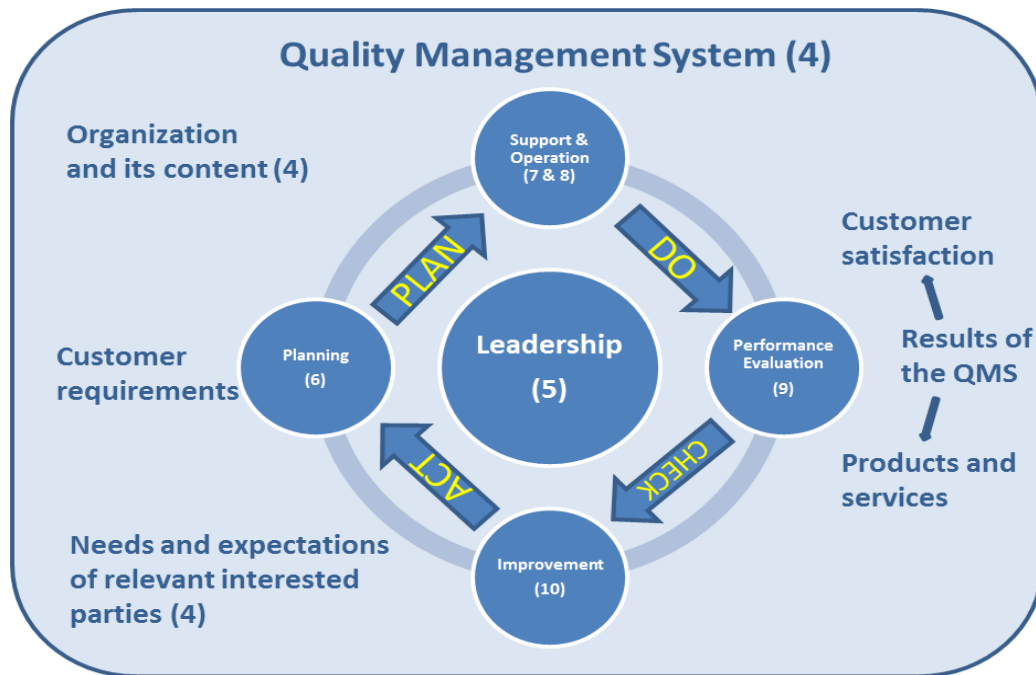 Quality Management System (4)
Organization
and its content (4)
Support &
Operation
(7 & 8)
PLAN
DO
Customer
satisfaction
Customer
requirements
Planning
(6)
Leadership
(5)
Performance
Evaluation
(9)
Results of
the QMS
ACT
CHECK
Products and
services
Needs and expectations
of relevant interested
parties (4)
Improvement
(10)